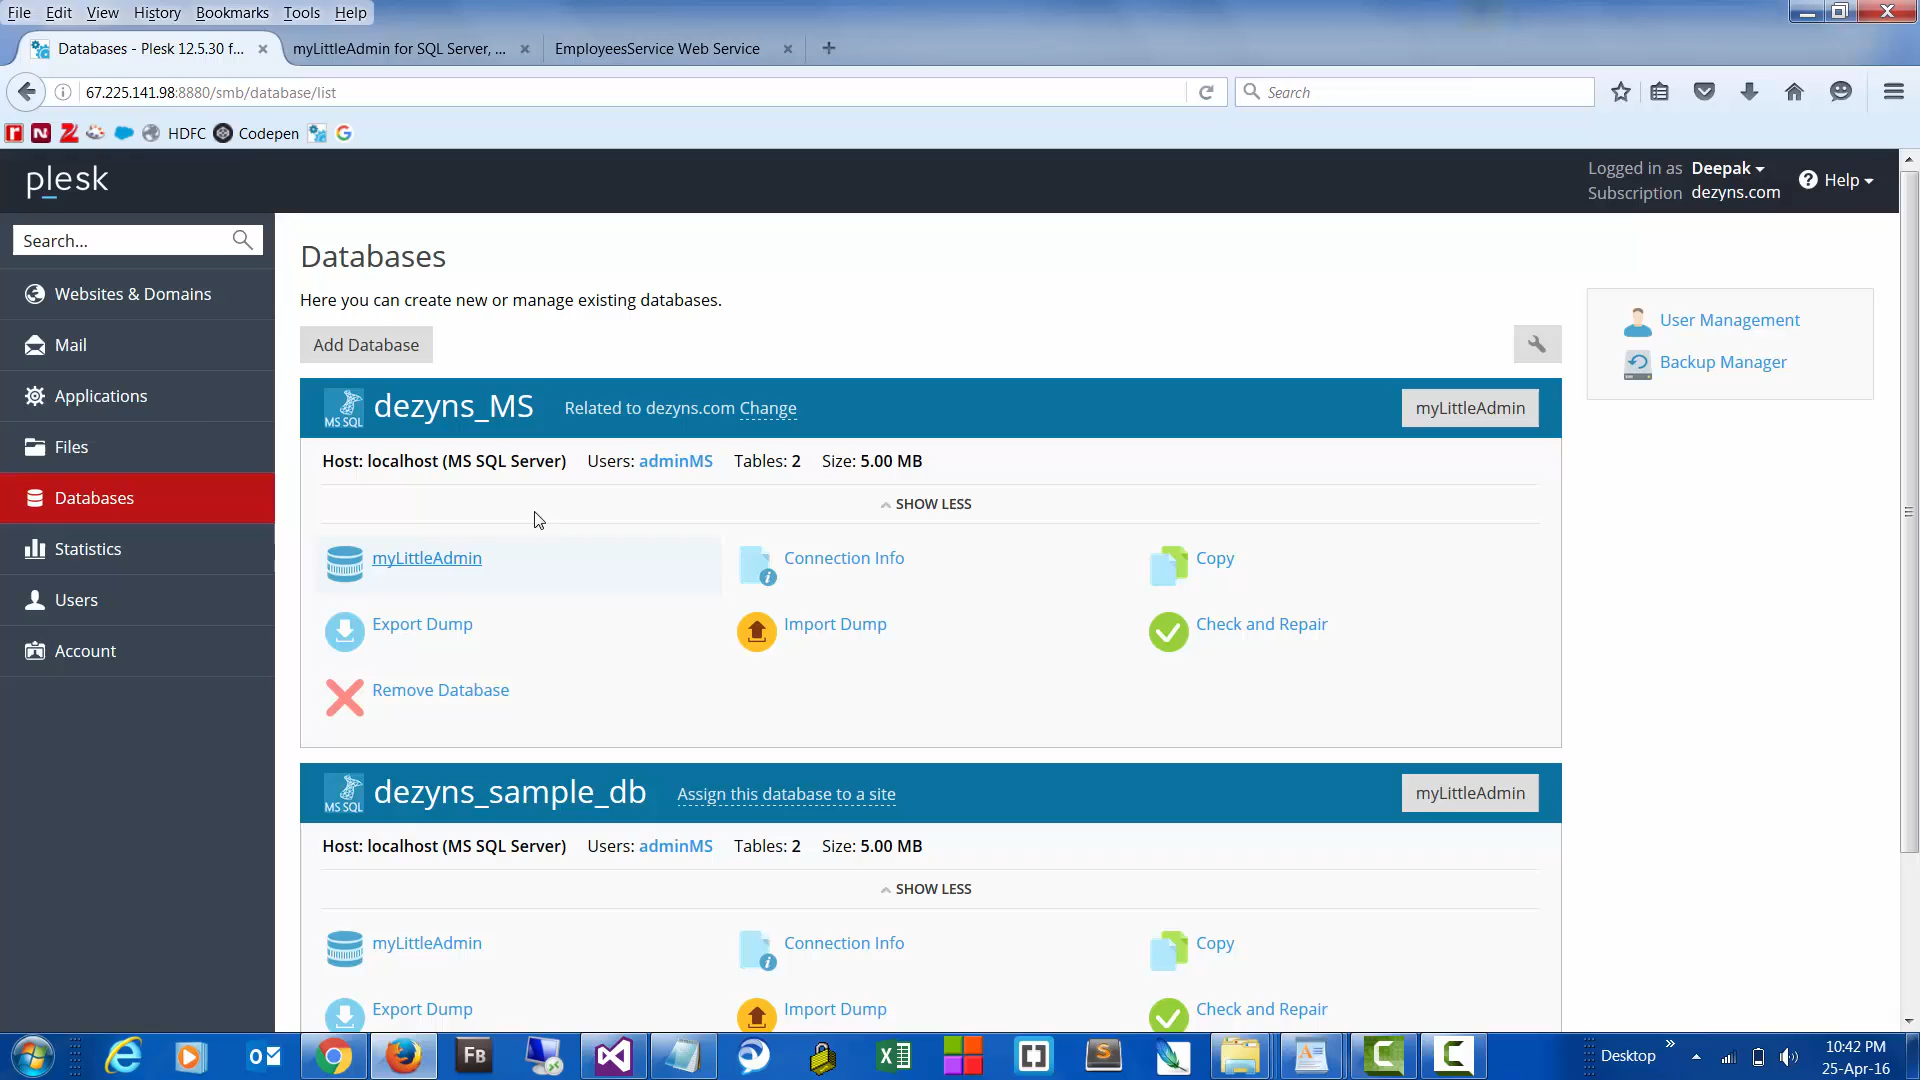 File Edit View History Bookmarks Tools Help
Databases - Plesk 12.5.30 f...
myLittleAdmin for SQL Server, ...
EmployeesService Web Service
67.225.141.98:8880/smb/database/list
Search
HDFC
Codepen
plesk
Logged in as Deepak
Subscription dezyns.com
Help
Search...
Websites & Domains
Mail
Applications
Files
Databases
Statistics
Users
Account
Databases
Here you can create new or manage existing databases.
Add Database
User Management
Backup Manager
MS SQL
dezyns_MS
Related to dezyns.com Change
myLittleAdmin
Host: localhost (MS SQL Server) Users: adminMS Tables: 2 Size: 5.00 MB
SHOW LESS
myLittleAdmin
Connection Info
Copy
Export Dump
Import Dump
Check and Repair
Remove Database
MS SQL
dezyns_sample_db
Assign this database to a site
myLittleAdmin
Host: localhost (MS SQL Server) Users: adminMS Tables: 2 Size: 5.00 MB
SHOW LESS
myLittleAdmin
Connection Info
Copy
Export Dump
Import Dump
Check and Repair
FB
Desktop
10:42 PM
25-Apr-16